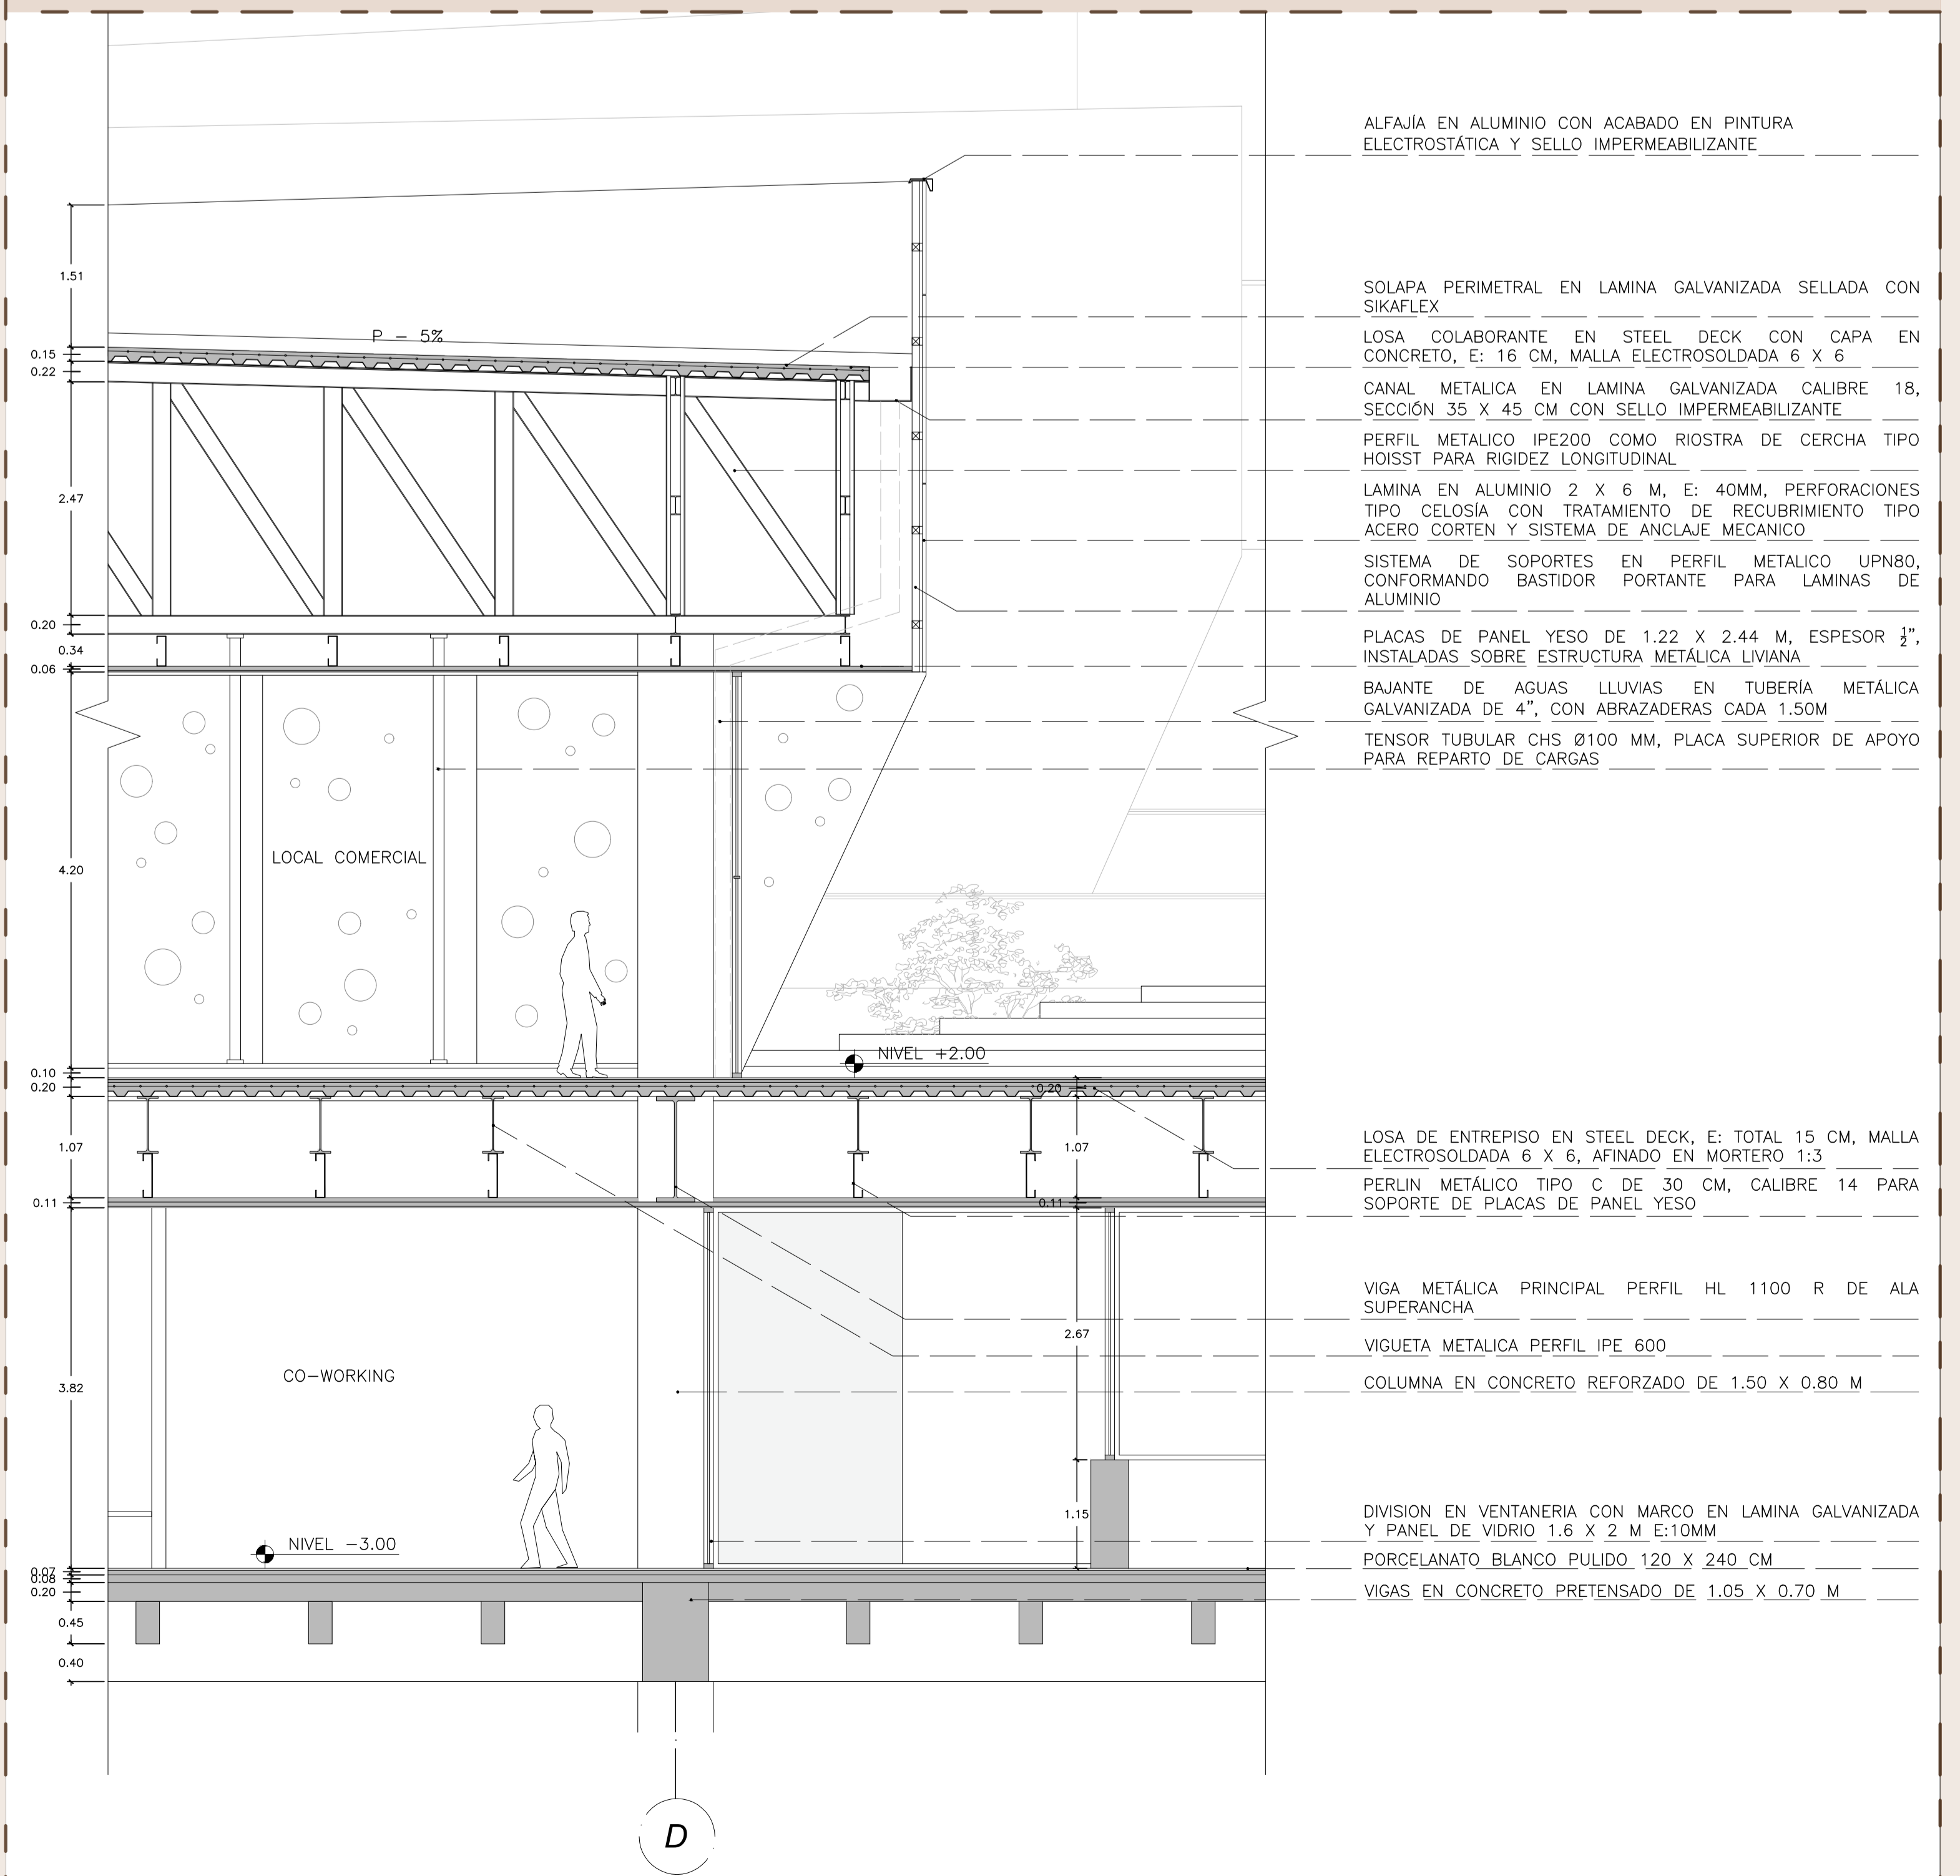 ALFAJÍA EN ALUMINIO CON ACABADO EN PINTURA
ELECTROSTÁTICA Y SELLO IMPERMEABILIZANTE
SOLAPA PERIMETRAL EN LAMINA GALVANIZADA SELLADA CON
SIKAFLEX
LOSA COLABORANTE EN STEEL DECK CON CAPA EN
CONCRETO, E: 16 CM, MALLA ELECTROSOLDADA 6 X 6
CANAL METALICA EN LAMINA GALVANIZADA CALIBRE 18,
SECCIÓN 35 X 45 CM CON SELLO IMPERMEABILIZANTE
PERFIL METALICO IPE200 COMO RIOSTRA DE CERCHA TIPO
HOISST PARA RIGIDEZ LONGITUDINAL
LAMINA EN ALUMINIO 2 X 6 M, E: 40MM, PERFORACIONES
TIPO CELOSÍA CON TRATAMIENTO DE RECUBRIMIENTO TIPO
ACERO CORTEN Y SISTEMA DE ANCLAJE MECANICO
SISTEMA DE SOPORTES EN PERFIL METALICO UPN80,
CONFORMANDO BASTIDOR PORTANTE PARA LAMINAS DE
ALUMINIO
PLACAS DE PANEL YESO DE 1.22 X 2.44 M, ESPESOR ½",
INSTALADAS SOBRE ESTRUCTURA METÁLICA LIVIANA
BAJANTE DE AGUAS LLUVIAS EN TUBERÍA METÁLICA
GALVANIZADA DE 4", CON ABRAZADERAS CADA 1.50M
TENSOR TUBULAR CHS Ø100 MM, PLACA SUPERIOR DE APOYO
PARA REPARTO DE CARGAS
LOSA DE ENTREPISO EN STEEL DECK, E: TOTAL 15 CM, MALLA
ELECTROSOLDADA 6 X 6, AFINADO EN MORTERO 1:3
PERLIN METÁLICO TIPO C DE 30 CM, CALIBRE 14 PARA
SOPORTE DE PLACAS DE PANEL YESO
VIGA METÁLICA PRINCIPAL PERFIL HL 1100 R DE ALA
SUPERANCHA
VIGUETA METALICA PERFIL IPE 600
COLUMNA EN CONCRETO REFORZADO DE 1.50 X 0.80 M
DIVISION EN VENTANERIA CON MARCO EN LAMINA GALVANIZADA
Y PANEL DE VIDRIO 1.6 X 2 M E:10MM
PORCELANATO BLANCO PULIDO 120 X 240 CM
VIGAS EN CONCRETO PRETENSADO DE 1.05 X 0.70 M
1.51
0.15
0.22
2.47
0.20
0.34
0.06
4.20
0.10
0.20
1.07
0.11
3.82
0.07
0.08
0.20
0.45
0.40
P – 5%
LOCAL COMERCIAL
NIVEL +2.00
0.20
1.07
0.11
2.67
1.15
CO–WORKING
NIVEL –3.00
D